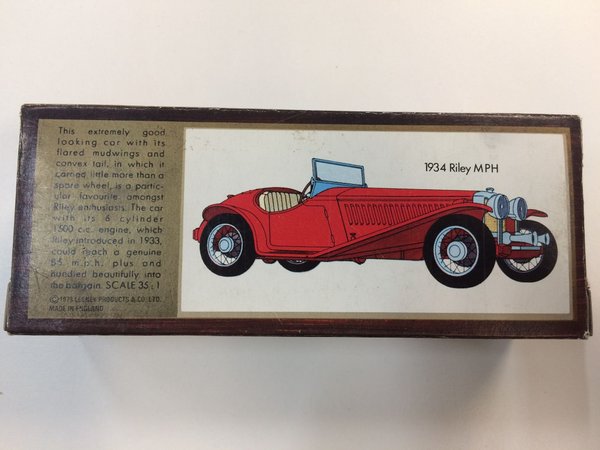 This extremely good
looking car with its
flared mudwings and
convex tail, in which it
carried little more than a
spare wheel, is a partic-
ular favourite amongst
Riley enthusiasts. The car
with its 6 cylinder
1500 c.c. engine, which
Riley introduced in 1933,
could reach a genuine
85 m.p.h. plus and
handled beautifully into
the bargain. SCALE 35:1
© LESNEY PRODUCTS & CO. LTD.
MADE IN ENGLAND
1934 Riley MPH